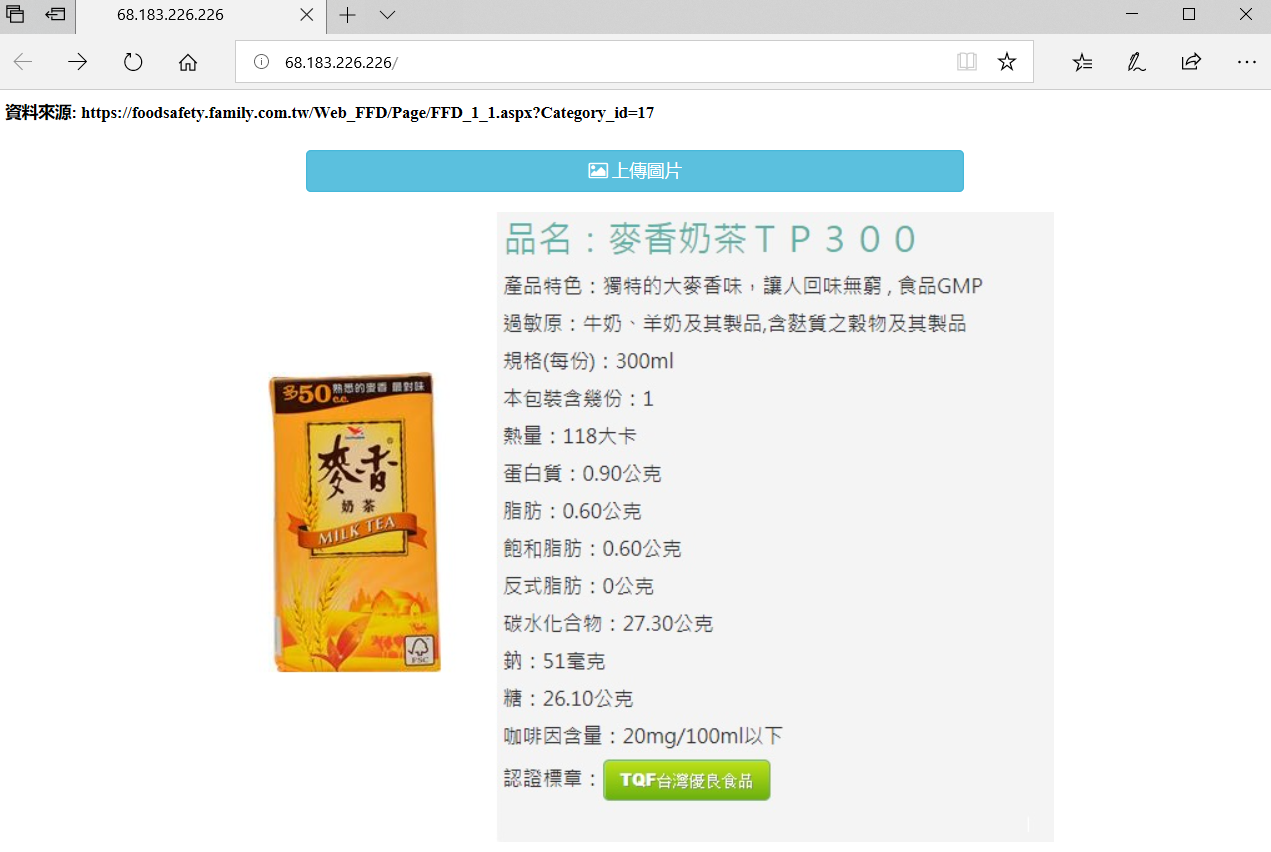 68.183.226.226
68.183.226.226/
資料來源: https://foodsafety.family.com.tw/Web_FFD/Page/FFD_1_1.aspx?Category_id=17
上傳圖片
品名：麥香奶茶ＴＰ３００
產品特色：獨特的大麥香味，讓人回味無窮 , 食品GMP
過敏原：牛奶、羊奶及其製品,含麩質之穀物及其製品
規格(每份)：300ml
本包裝含幾份：1
熱量：118大卡
蛋白質：0.90公克
脂肪：0.60公克
飽和脂肪：0.60公克
反式脂肪：0公克
碳水化合物：27.30公克
鈉：51毫克
糖：26.10公克
咖啡因含量：20mg/100ml以下
認證標章：TQF台灣優良食品
多50c.c. 熟悉的麥香 最對味
麥香
®
奶茶
MILK TEA
FSC